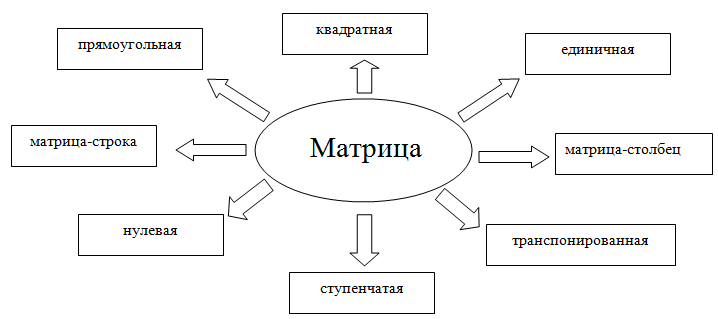 квадратная
прямоугольная
единичная
матрица-строка
Матрица
матрица-столбец
нулевая
транспонированная
ступенчатая